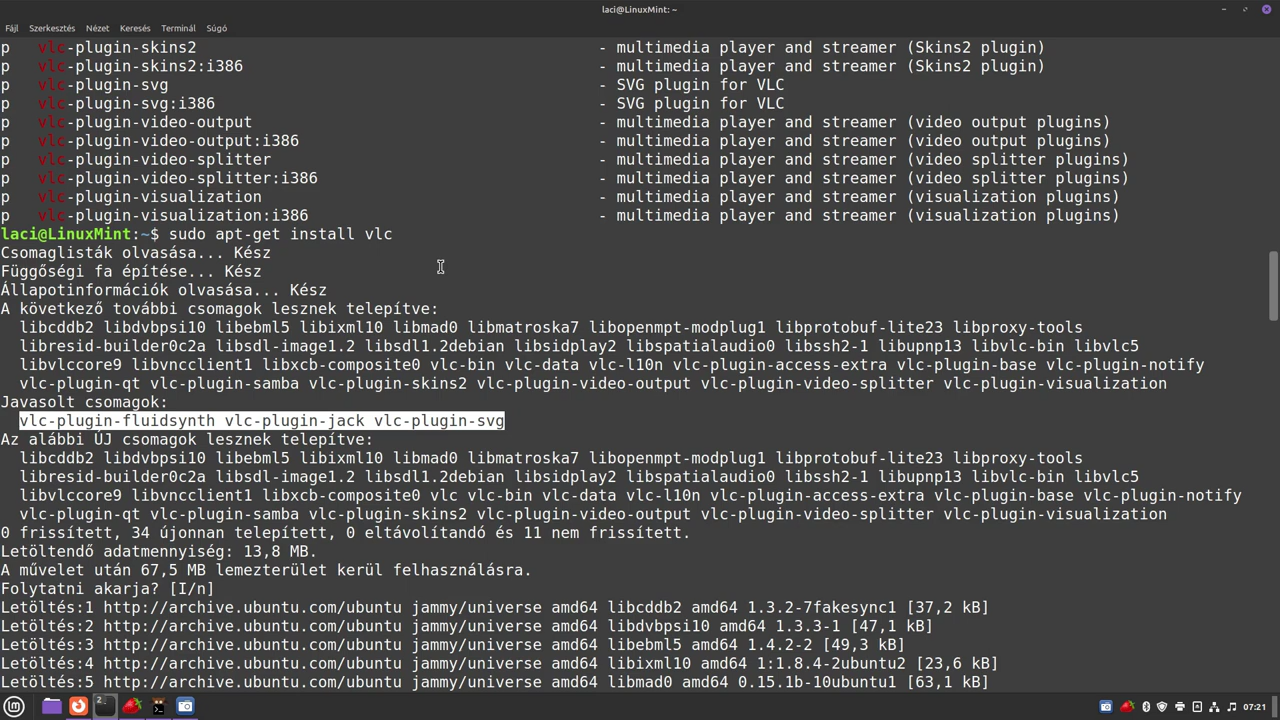 laci@LinuxMint: ~
Fájl Szerkesztés Nézet Keresés Terminál Súgó
p vlc-plugin-skins2 - multimedia player and streamer (Skins2 plugin)
p vlc-plugin-skins2:i386 - multimedia player and streamer (Skins2 plugin)
p vlc-plugin-svg - SVG plugin for VLC
p vlc-plugin-svg:i386 - SVG plugin for VLC
p vlc-plugin-video-output - multimedia player and streamer (video output plugins)
p vlc-plugin-video-output:i386 - multimedia player and streamer (video output plugins)
p vlc-plugin-video-splitter - multimedia player and streamer (video splitter plugins)
p vlc-plugin-video-splitter:i386 - multimedia player and streamer (video splitter plugins)
p vlc-plugin-visualization - multimedia player and streamer (visualization plugins)
p vlc-plugin-visualization:i386 - multimedia player and streamer (visualization plugins)
laci@LinuxMint:~$ sudo apt-get install vlc
Csomaglisták olvasása... Kész
Függőségi fa építése... Kész
Állapotinformációk olvasása... Kész
A következő további csomagok lesznek telepítve:
libcddb2 libdvbpsi10 libebml5 libixml10 libmad0 libmatroska7 libopenmpt-modplug1 libprotobuf-lite23 libproxy-tools
libresid-builder0c2a libsdl-image1.2 libsdl1.2debian libsidplay2 libspatialaudio0 libssh2-1 libupnp13 libvlc-bin libvlc5
libvlccore9 libvncclient1 libxcb-composite0 vlc-bin vlc-data vlc-l10n vlc-plugin-access-extra vlc-plugin-base vlc-plugin-notify
vlc-plugin-qt vlc-plugin-samba vlc-plugin-skins2 vlc-plugin-video-output vlc-plugin-video-splitter vlc-plugin-visualization
Javasolt csomagok:
vlc-plugin-fluidsynth vlc-plugin-jack vlc-plugin-svg
Az alábbi ÚJ csomagok lesznek telepítve:
libcddb2 libdvbpsi10 libebml5 libixml10 libmad0 libmatroska7 libopenmpt-modplug1 libprotobuf-lite23 libproxy-tools
libresid-builder0c2a libsdl-image1.2 libsdl1.2debian libsidplay2 libspatialaudio0 libssh2-1 libupnp13 libvlc-bin libvlc5
libvlccore9 libvncclient1 libxcb-composite0 vlc vlc-bin vlc-data vlc-l10n vlc-plugin-access-extra vlc-plugin-base vlc-plugin-notify
vlc-plugin-qt vlc-plugin-samba vlc-plugin-skins2 vlc-plugin-video-output vlc-plugin-video-splitter vlc-plugin-visualization
0 frissített, 34 újonnan telepített, 0 eltávolítandó és 11 nem frissített.
Letöltendő adatmennyiség: 13,8 MB.
A művelet után 67,5 MB lemezterület kerül felhasználásra.
Folytatni akarja? [I/n]
Letöltés:1 http://archive.ubuntu.com/ubuntu jammy/universe amd64 libcddb2 amd64 1.3.2-7fakesync1 [37,2 kB]
Letöltés:2 http://archive.ubuntu.com/ubuntu jammy/universe amd64 libdvbpsi10 amd64 1.3.3-1 [47,1 kB]
Letöltés:3 http://archive.ubuntu.com/ubuntu jammy/universe amd64 libebml5 amd64 1.4.2-2 [49,3 kB]
Letöltés:4 http://archive.ubuntu.com/ubuntu jammy/universe amd64 libixml10 amd64 1:1.8.4-2ubuntu2 [23,6 kB]
Letöltés:5 http://archive.ubuntu.com/ubuntu jammy/universe amd64 libmad0 amd64 0.15.1b-10ubuntu1 [63,1 kB]
07:21